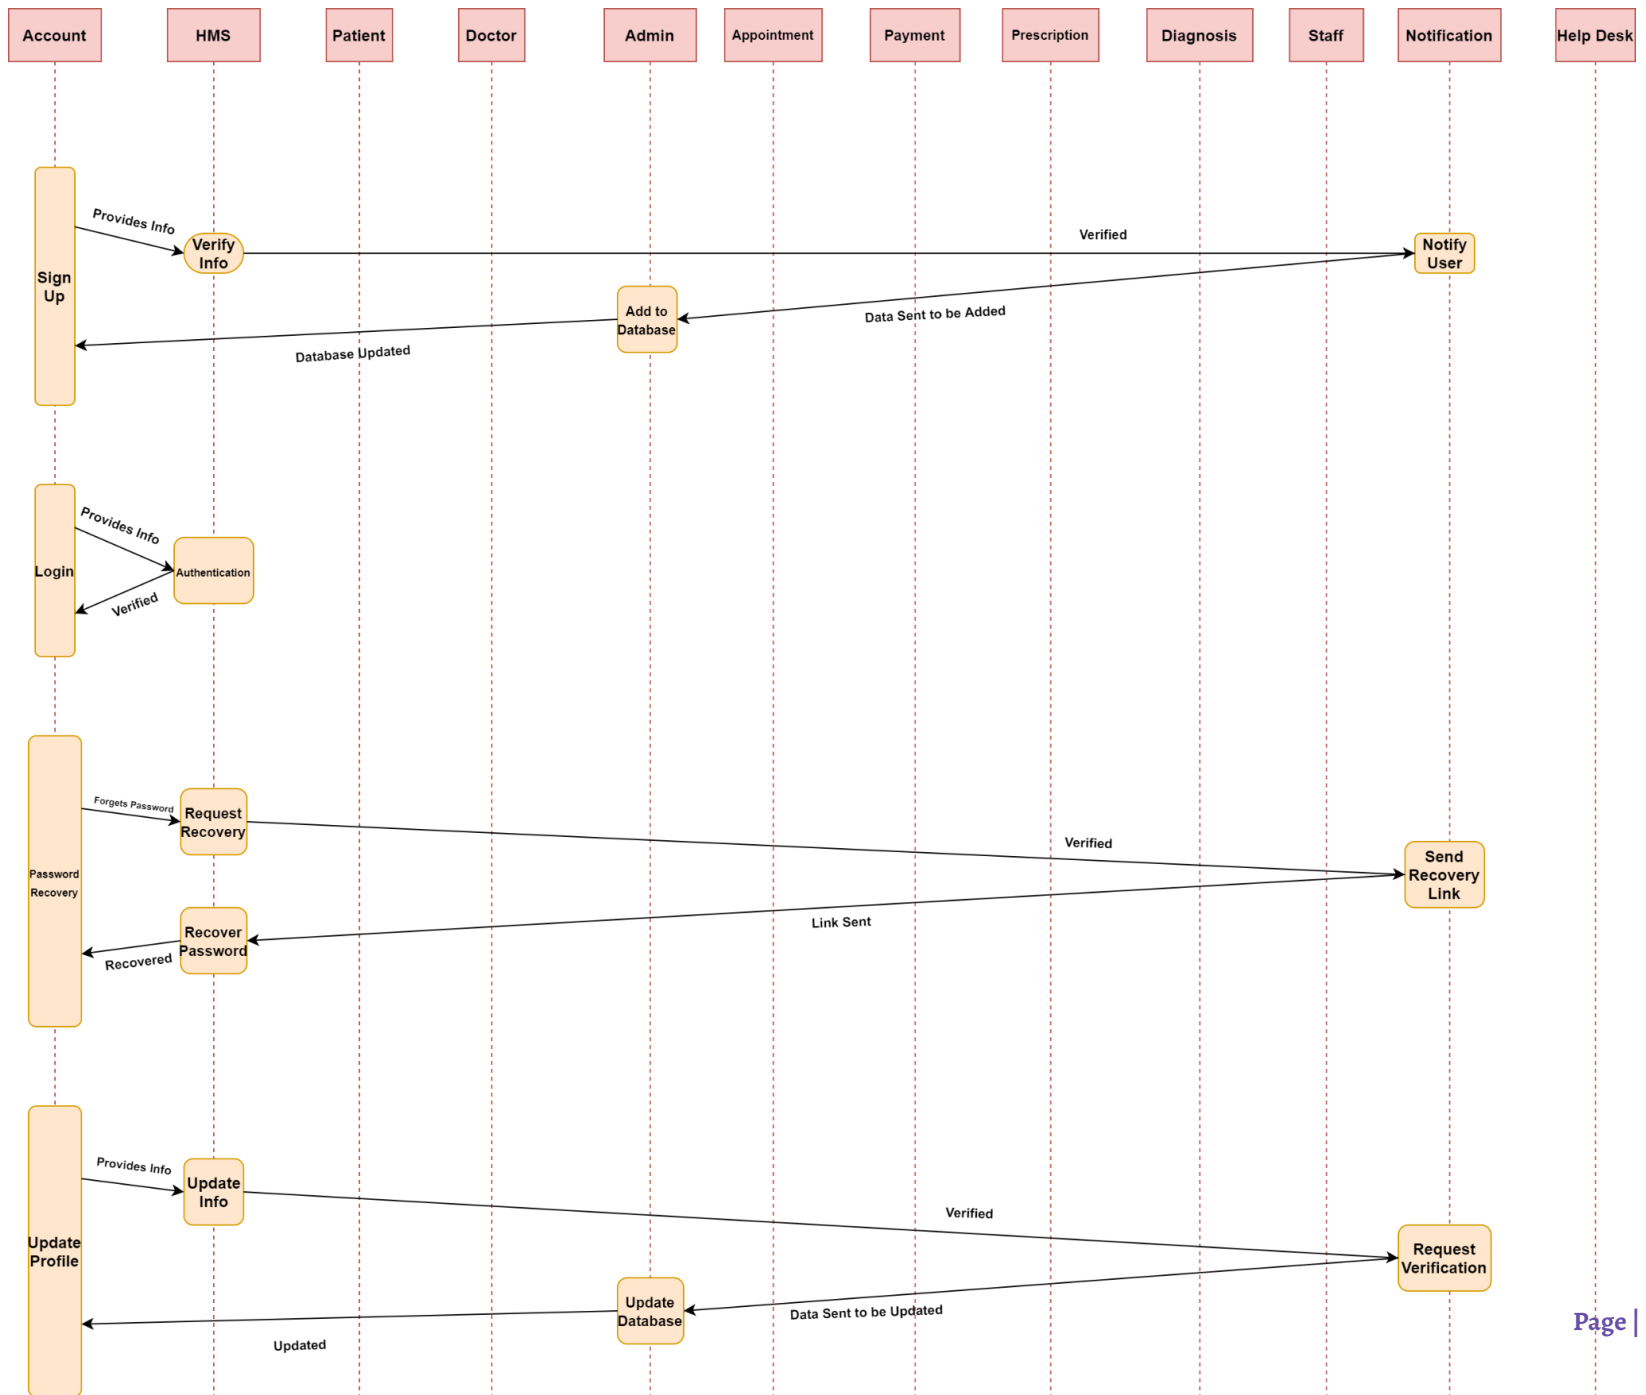 Account
HMS
Patient
Doctor
Admin
Appointment
Payment
Prescription
Diagnosis
Staff
Notification
Help Desk
Provides Info
Verify
Info
Verified
Notify
User
Sign
Up
Add to
Database
Data Sent to be Added
Database Updated
Provides Info
Login
Authentication
Verified
Forgets Password
Request
Recovery
Verified
Send
Recovery
Link
Password
Recovery
Link Sent
Recover
Password
Recovered
Provides Info
Update
Info
Verified
Update
Profile
Request
Verification
Update
Database
Data Sent to be Updated
Updated
Page |